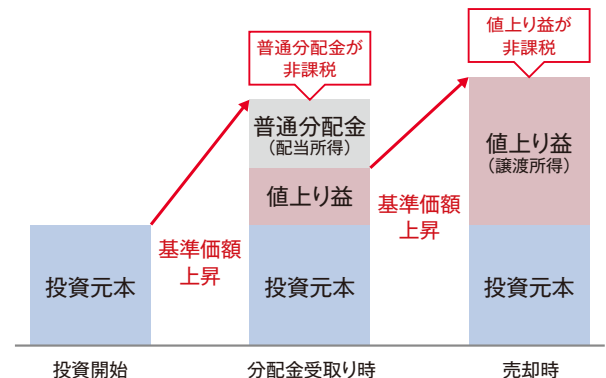 普通分配金が
非課税
値上り益が
非課税
普通分配金
（配当所得）
値上り益
値上り益
（譲渡所得）
基準価額
上昇
基準価額
上昇
投資元本
投資元本
投資元本
投資開始
分配金受取り時
売却時